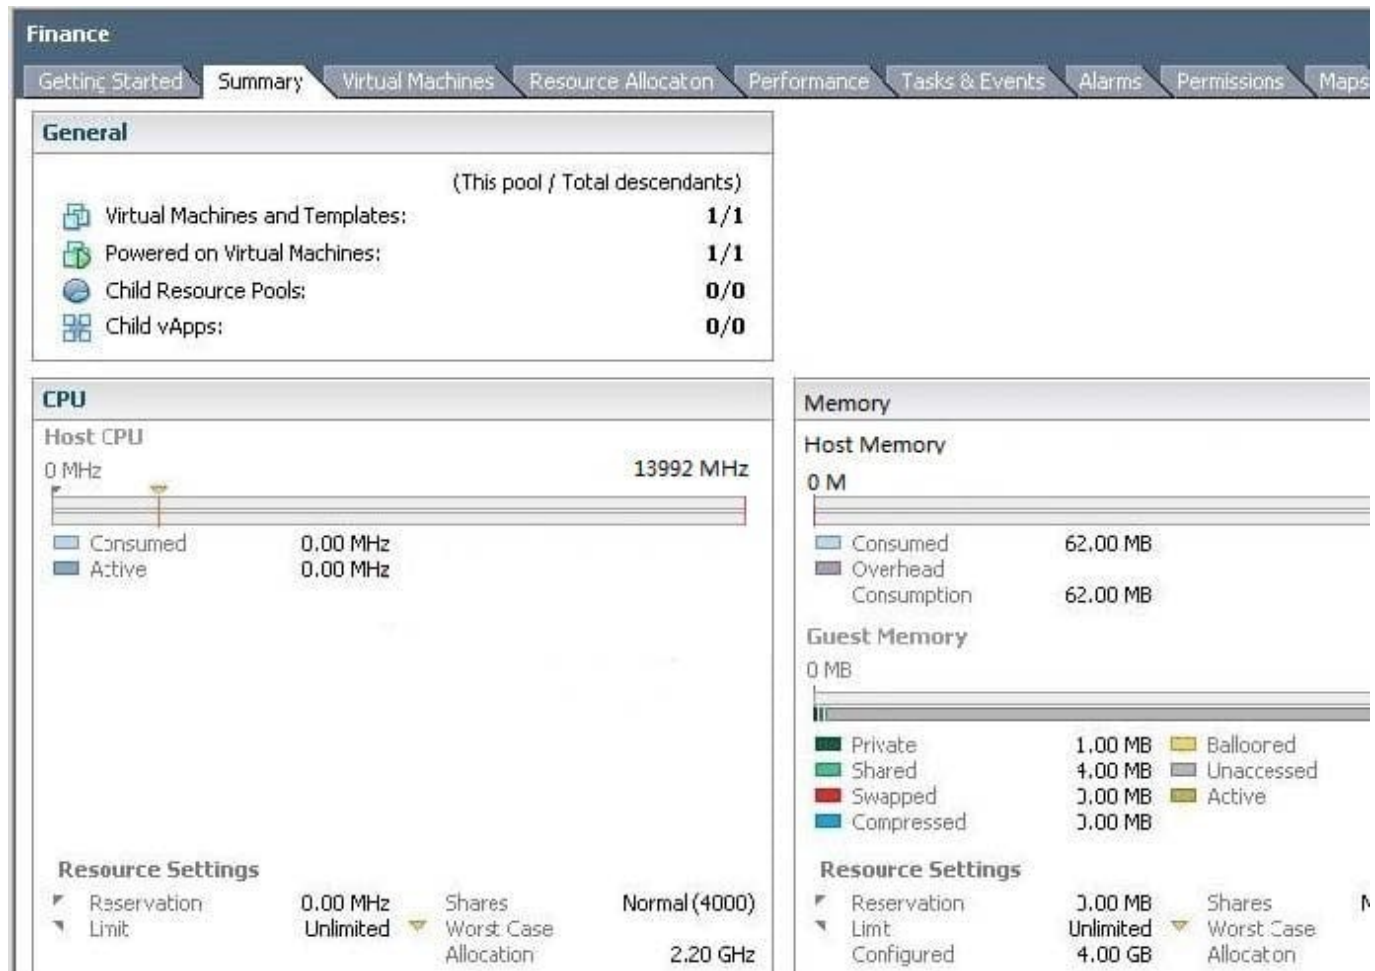 Finance
Getting Started Summary Virtual Machines Resource Allocaton Performance Tasks & Events Alarms Permissions Maps
General
(This pool / Total descendants)
Virtual Machines and Templates: 1/1
Powered on Virtual Machines: 1/1
Child Resource Pools: 0/0
Child vApps: 0/0
CPU
Host CPU
0 MHz 13992 MHz
Consumed 0.00 MHz
Active 0.00 MHz
Resource Settings
Reservation 0.00 MHz Shares Normal (4000)
Limit Unlimited Worst Case
Allocation 2.20 GHz
Memory
Host Memory
0 M
Consumed 62.00 MB
Overhead
Consumption 62.00 MB
Guest Memory
0 MB
Private 1.00 MB Ballooned
Shared 4.00 MB Unaccessed
Swapped 0.00 MB Active
Compressed 0.00 MB
Resource Settings
Reservation 0.00 MB Shares
Limit Unlimited Worst Case
Configured 4.00 GB Allocaton